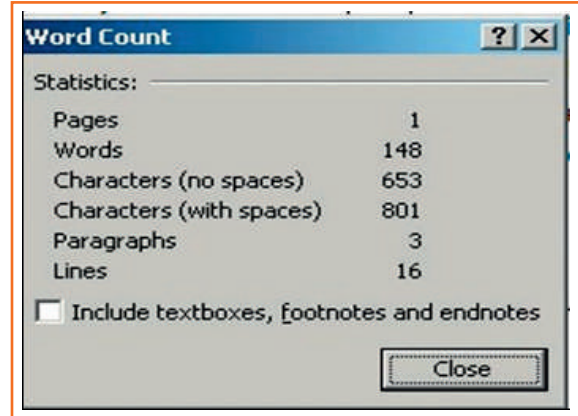 Word Count
Statistics:
Pages 1
Words 148
Characters (no spaces) 653
Characters (with spaces) 801
Paragraphs 3
Lines 16
Include textboxes, footnotes and endnotes
Close